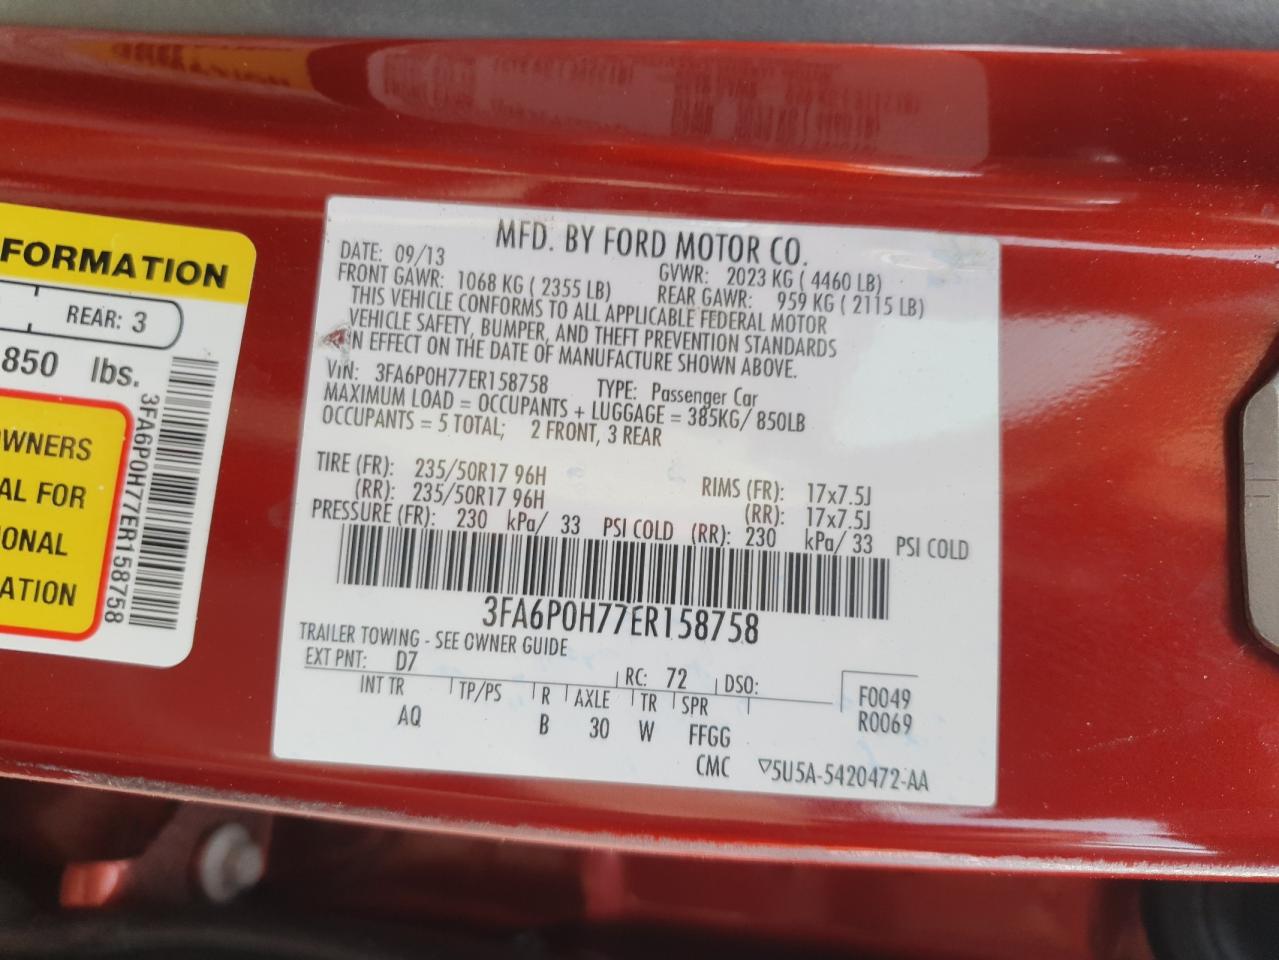 FORMATION
REAR: 3
850 lbs.
OWNERS
AL FOR
ONAL
ATION
3FA6P0H77ER158758
MFD. BY FORD MOTOR CO.
DATE: 09/13 GVWR: 2023 KG ( 4460 LB)
FRONT GAWR: 1068 KG ( 2355 LB) REAR GAWR: 959 KG ( 2115 LB)
THIS VEHICLE CONFORMS TO ALL APPLICABLE FEDERAL MOTOR
VEHICLE SAFETY, BUMPER, AND THEFT PREVENTION STANDARDS
IN EFFECT ON THE DATE OF MANUFACTURE SHOWN ABOVE.
VIN: 3FA6P0H77ER158758 TYPE: Passenger Car
MAXIMUM LOAD = OCCUPANTS + LUGGAGE = 385KG/ 850LB
OCCUPANTS = 5 TOTAL; 2 FRONT, 3 REAR
TIRE (FR): 235/50R17 96H RIMS (FR): 17x7.5J
(RR): 235/50R17 96H (RR): 17x7.5J
PRESSURE (FR): 230 kPa/ 33 PSI COLD (RR): 230 kPa/ 33 PSI COLD
3FA6P0H77ER158758
TRAILER TOWING - SEE OWNER GUIDE
EXT PNT: D7 RC: 72 DSO:
INT TR TP/PS R AXLE TR SPR F0049
AQ B 30 W FFGG R0069
CMC ▽5U5A-5420472-AA